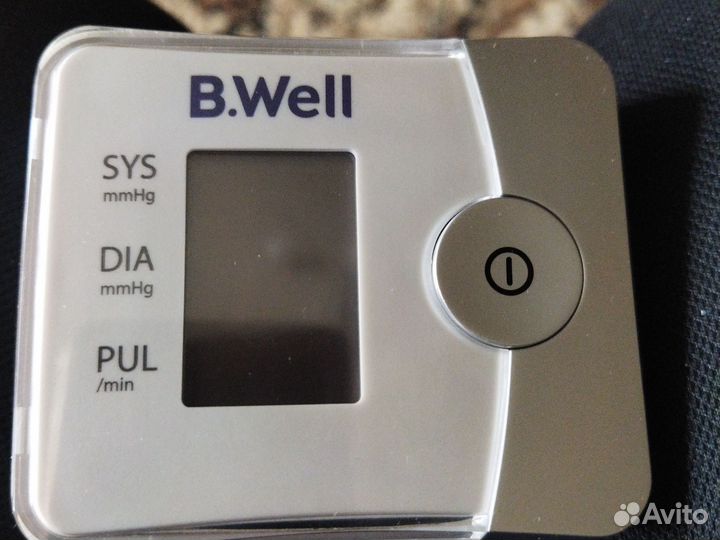 B.Well
SYS
mmHg
DIA
mmHg
PUL
/min
Avito